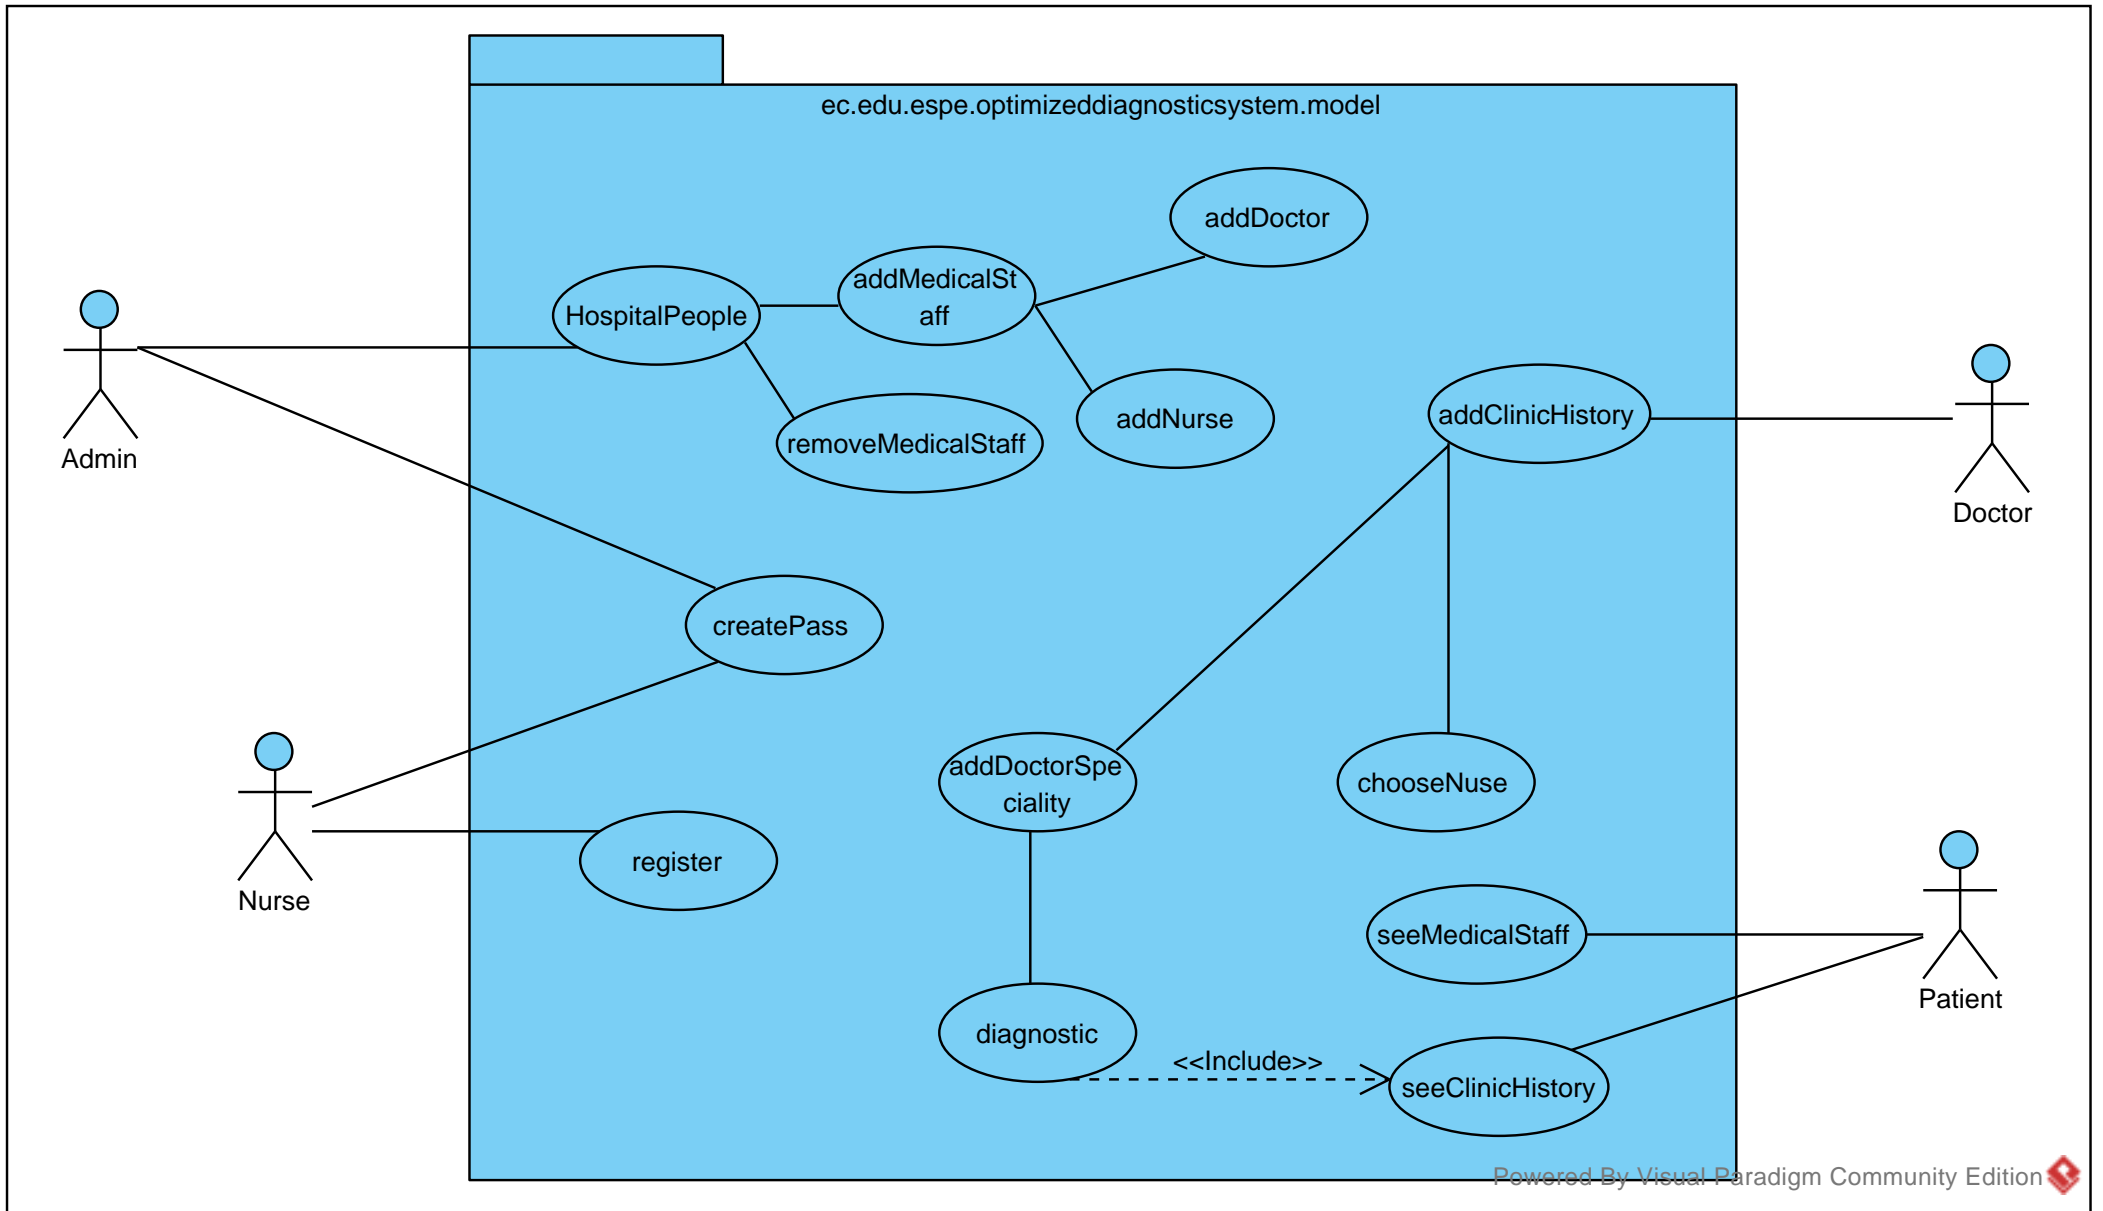 ec.edu.espe.optimizeddiagnosticsystem.model
addDoctor
addMedicalSt
aff
HospitalPeople
addNurse
addClinicHistory
removeMedicalStaff
Admin
Doctor
createPass
addDoctorSpe
ciality
chooseNuse
register
Nurse
seeMedicalStaff
Patient
diagnostic
<<Include>>
seeClinicHistory
Powered By Visual Paradigm Community Edition